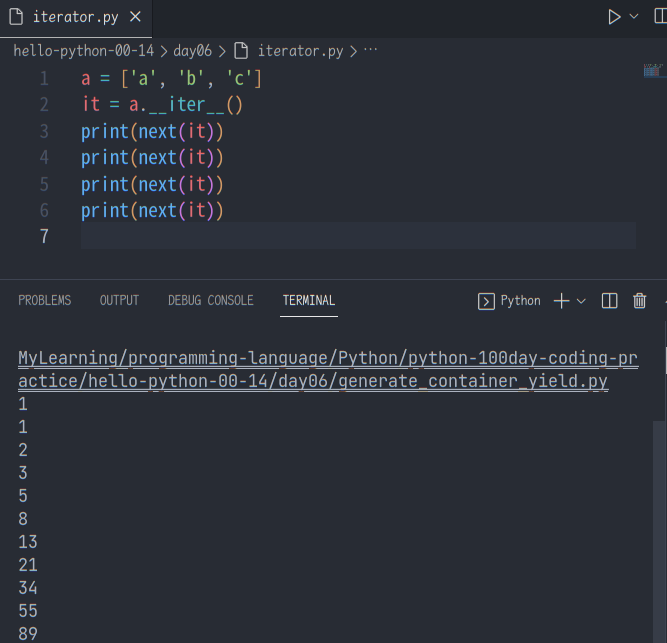 iterator.py
hello-python-00-14 > day06 > iterator.py > ...
1 a = ['a', 'b', 'c']
2 it = a.__iter__()
3 print(next(it))
4 print(next(it))
5 print(next(it))
6 print(next(it))
7
PROBLEMS OUTPUT DEBUG CONSOLE TERMINAL Python
MyLearning/programming-language/Python/python-100day-coding-pr
actice/hello-python-00-14/day06/generate_container_yield.py
1
1
2
3
5
8
13
21
34
55
89